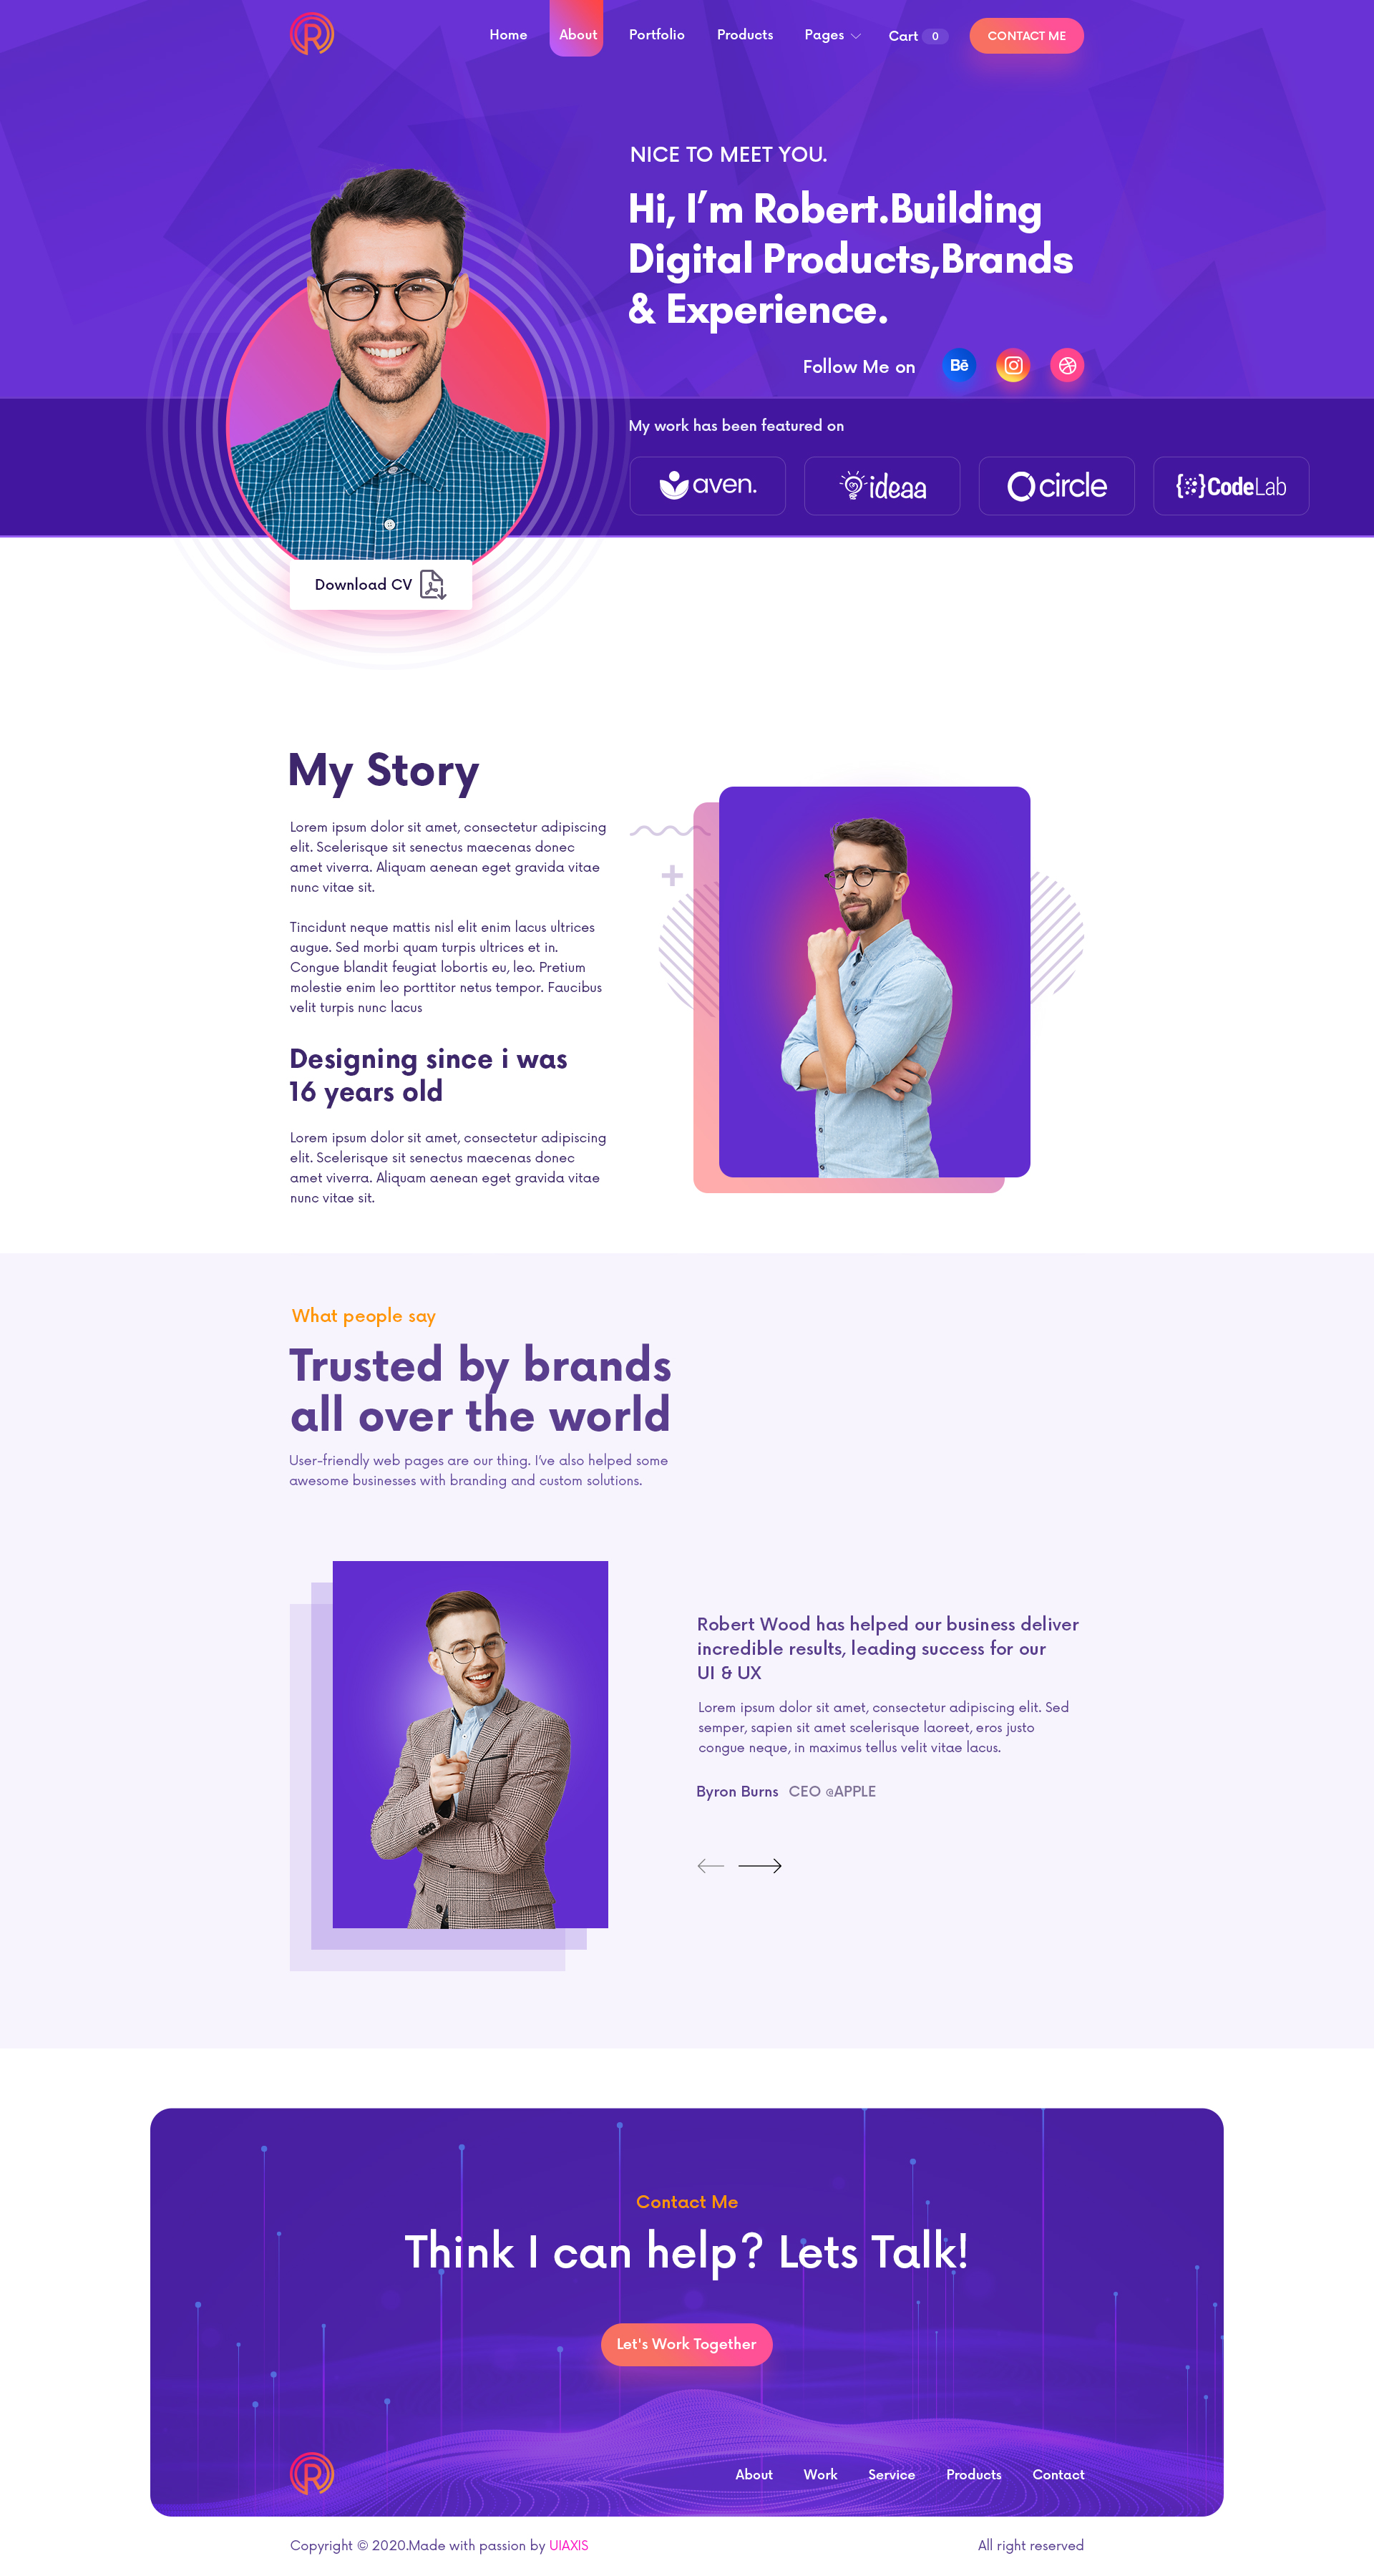 R
Home
About
Portfolio
Products
Pages
Cart 0
CONTACT ME
NICE TO MEET YOU.
Hi, I’m Robert.Building
Digital Products,Brands
& Experience.
Follow Me on
Bē
My work has been featured on
aven.
ideaa
circle
{CodeLab
Download CV
My Story
Lorem ipsum dolor sit amet, consectetur adipiscing
elit. Scelerisque sit senectus maecenas donec
amet viverra. Aliquam aenean eget gravida vitae
nunc vitae sit.
Tincidunt neque mattis nisl elit enim lacus ultrices
augue. Sed morbi quam turpis ultrices et in.
Congue blandit feugiat lobortis eu, leo. Pretium
molestie enim leo porttitor netus tempor. Faucibus
velit turpis nunc lacus
Designing since i was
16 years old
Lorem ipsum dolor sit amet, consectetur adipiscing
elit. Scelerisque sit senectus maecenas donec
amet viverra. Aliquam aenean eget gravida vitae
nunc vitae sit.
What people say
Trusted by brands
all over the world
User-friendly web pages are our thing. I’ve also helped some
awesome businesses with branding and custom solutions.
Robert Wood has helped our business deliver
incredible results, leading success for our
UI & UX
Lorem ipsum dolor sit amet, consectetur adipiscing elit. Sed
semper, sapien sit amet scelerisque laoreet, eros justo
congue neque, in maximus tellus velit vitae lacus.
Byron Burns CEO @APPLE
Contact Me
Think I can help? Lets Talk!
Let's Work Together
R
About
Work
Service
Products
Contact
Copyright © 2020.Made with passion by UIAXIS
All right reserved